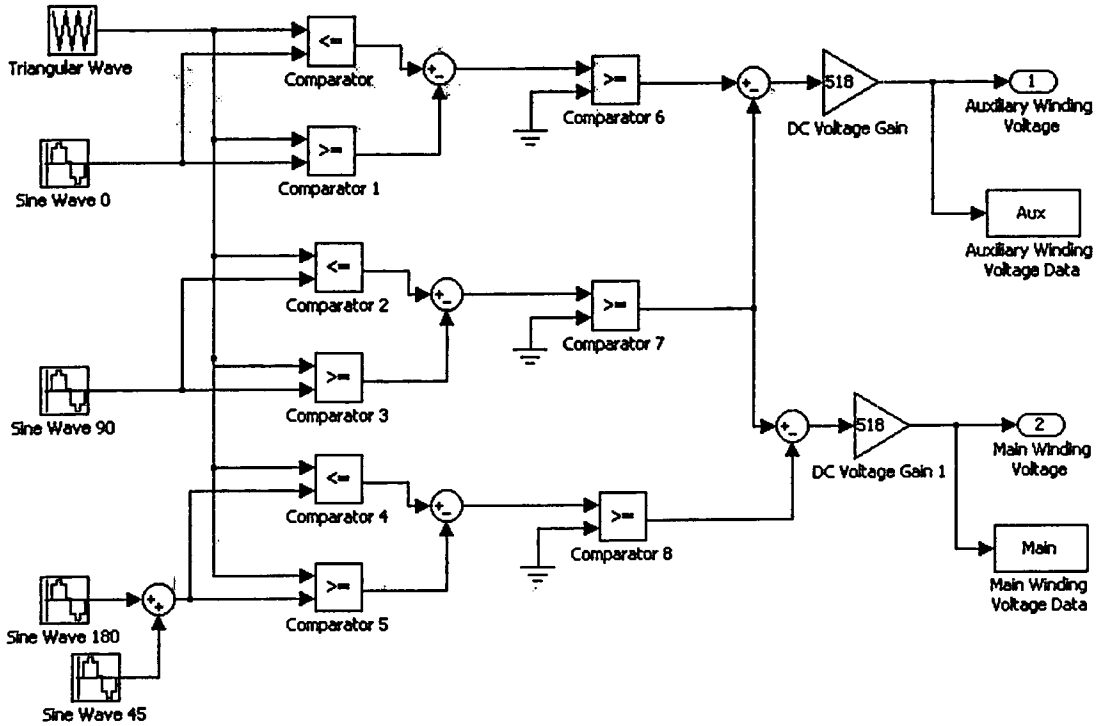 Triangular Wave
<=
Comparator
+
-
>=
Comparator 6
+
-
518
DC Voltage Gain
1
Auxiliary Winding
Voltage
Sine Wave 0
>=
Comparator 1
Aux
Auxiliary Winding
Voltage Data
<=
Comparator 2
+
-
>=
Comparator 7
Sine Wave 90
>=
Comparator 3
+
-
518
DC Voltage Gain 1
2
Main Winding
Voltage
<=
Comparator 4
+
-
>=
Comparator 8
Main
Main Winding
Voltage Data
Sine Wave 180
+
+
>=
Comparator 5
Sine Wave 45